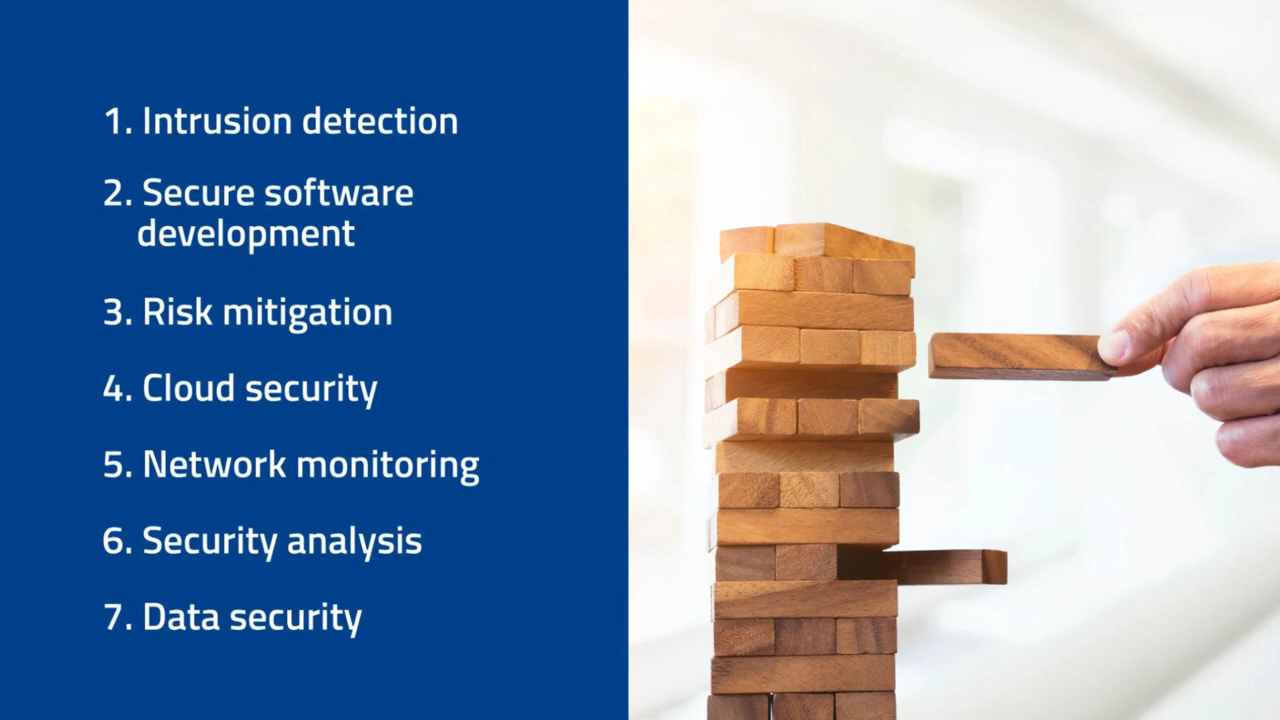 1. Intrusion detection
2. Secure software
development
3. Risk mitigation
4. Cloud security
5. Network monitoring
6. Security analysis
7. Data security